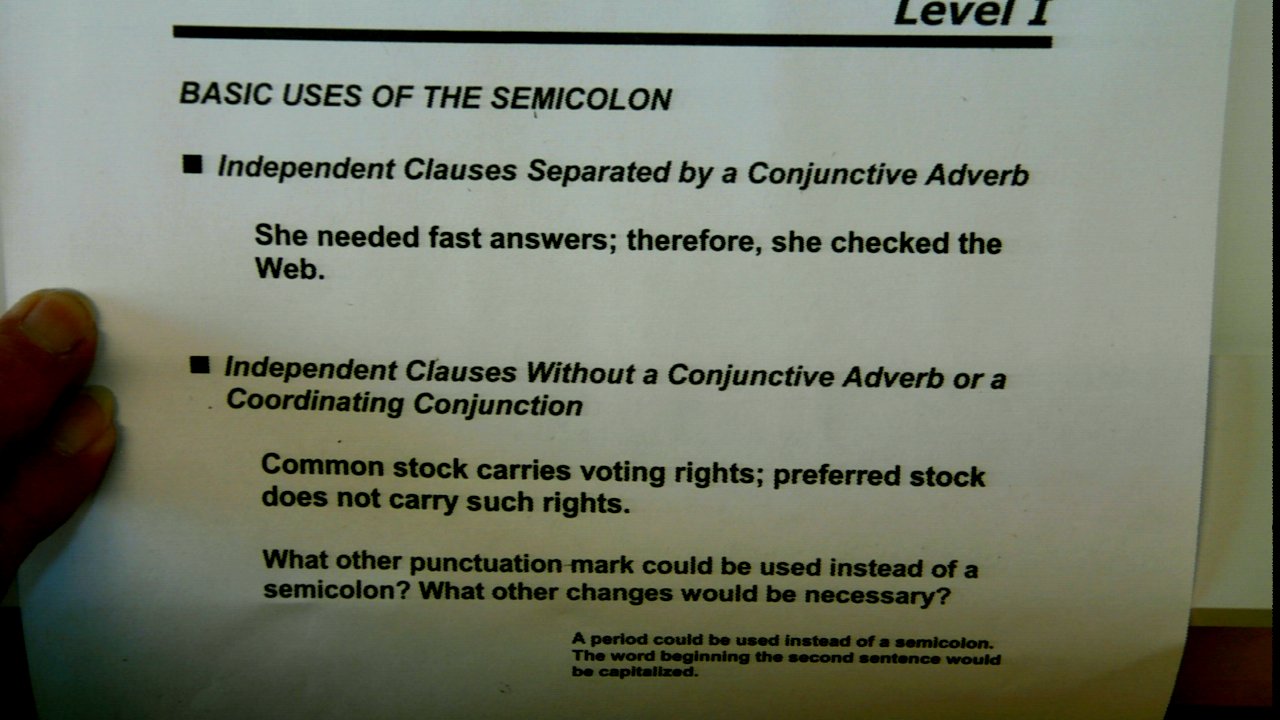 Level I
BASIC USES OF THE SEMICOLON
■ Independent Clauses Separated by a Conjunctive Adverb
She needed fast answers; therefore, she checked the
Web.
■ Independent Clauses Without a Conjunctive Adverb or a
Coordinating Conjunction
Common stock carries voting rights; preferred stock
does not carry such rights.
What other punctuation mark could be used instead of a
semicolon? What other changes would be necessary?
A period could be used instead of a semicolon.
The word beginning the second sentence would
be capitalized.